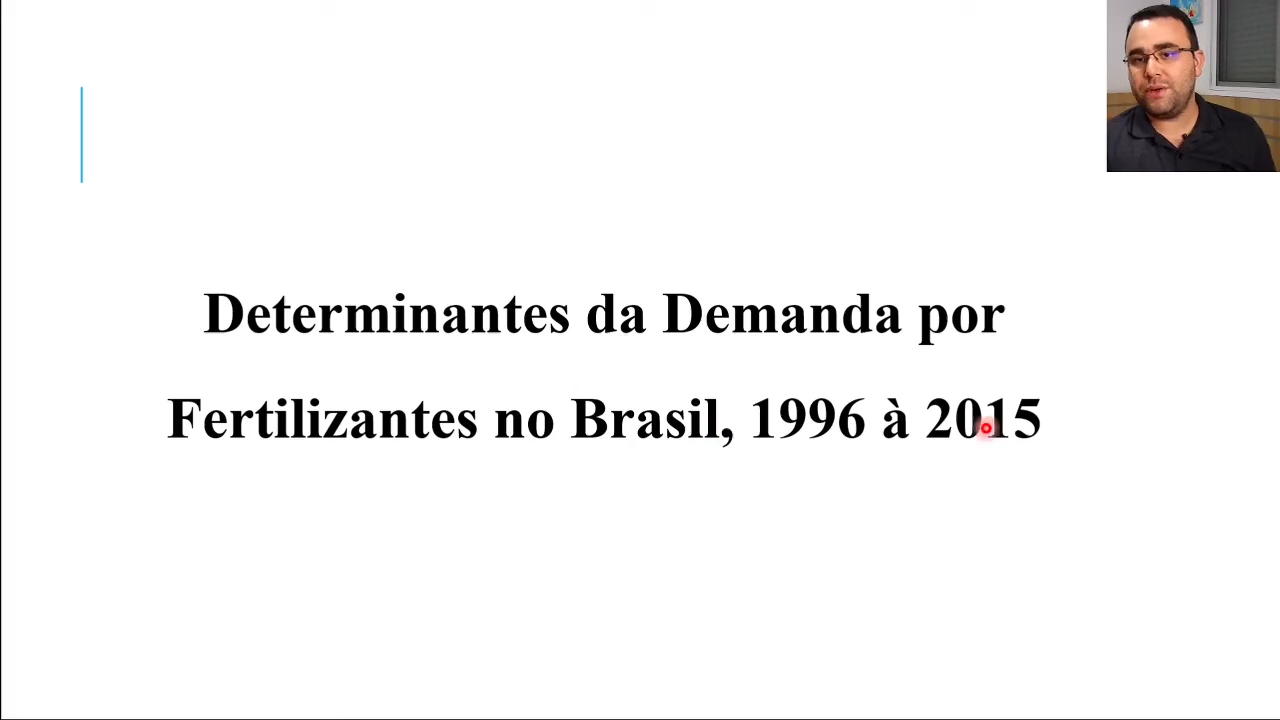 Determinantes da Demanda por
Fertilizantes no Brasil, 1996 à 2015